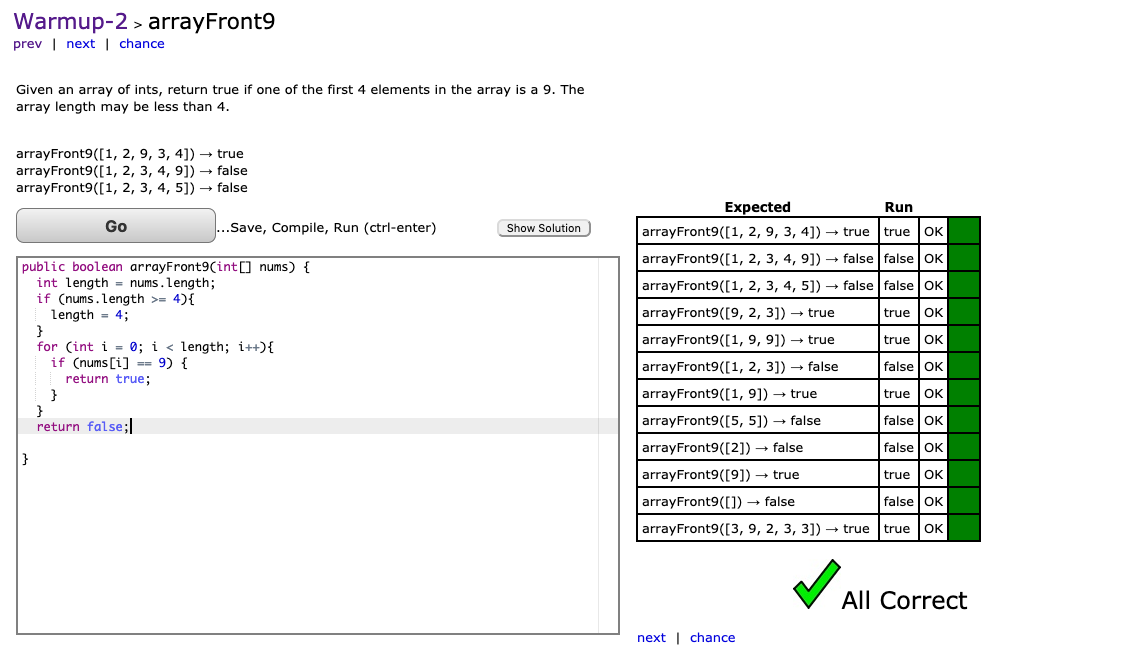 Warmup-2 > arrayFront9
prev | next | chance
Given an array of ints, return true if one of the first 4 elements in the array is a 9. The
array length may be less than 4.
arrayFront9([1, 2, 9, 3, 4]) → true
arrayFront9([1, 2, 3, 4, 9]) → false
arrayFront9([1, 2, 3, 4, 5]) → false
Go
...Save, Compile, Run (ctrl-enter)
Show Solution
public boolean arrayFront9(int[] nums) {
  int length = nums.length;
  if (nums.length >= 4){
    length = 4;
  }
  for (int i = 0; i < length; i++){
    if (nums[i] == 9) {
      return true;
    }
  }
  return false;
}
Expected Run
arrayFront9([1, 2, 9, 3, 4]) → true true OK
arrayFront9([1, 2, 3, 4, 9]) → false false OK
arrayFront9([1, 2, 3, 4, 5]) → false false OK
arrayFront9([9, 2, 3]) → true true OK
arrayFront9([1, 9, 9]) → true true OK
arrayFront9([1, 2, 3]) → false false OK
arrayFront9([1, 9]) → true true OK
arrayFront9([5, 5]) → false false OK
arrayFront9([2]) → false false OK
arrayFront9([9]) → true true OK
arrayFront9([]) → false false OK
arrayFront9([3, 9, 2, 3, 3]) → true true OK
All Correct
next | chance